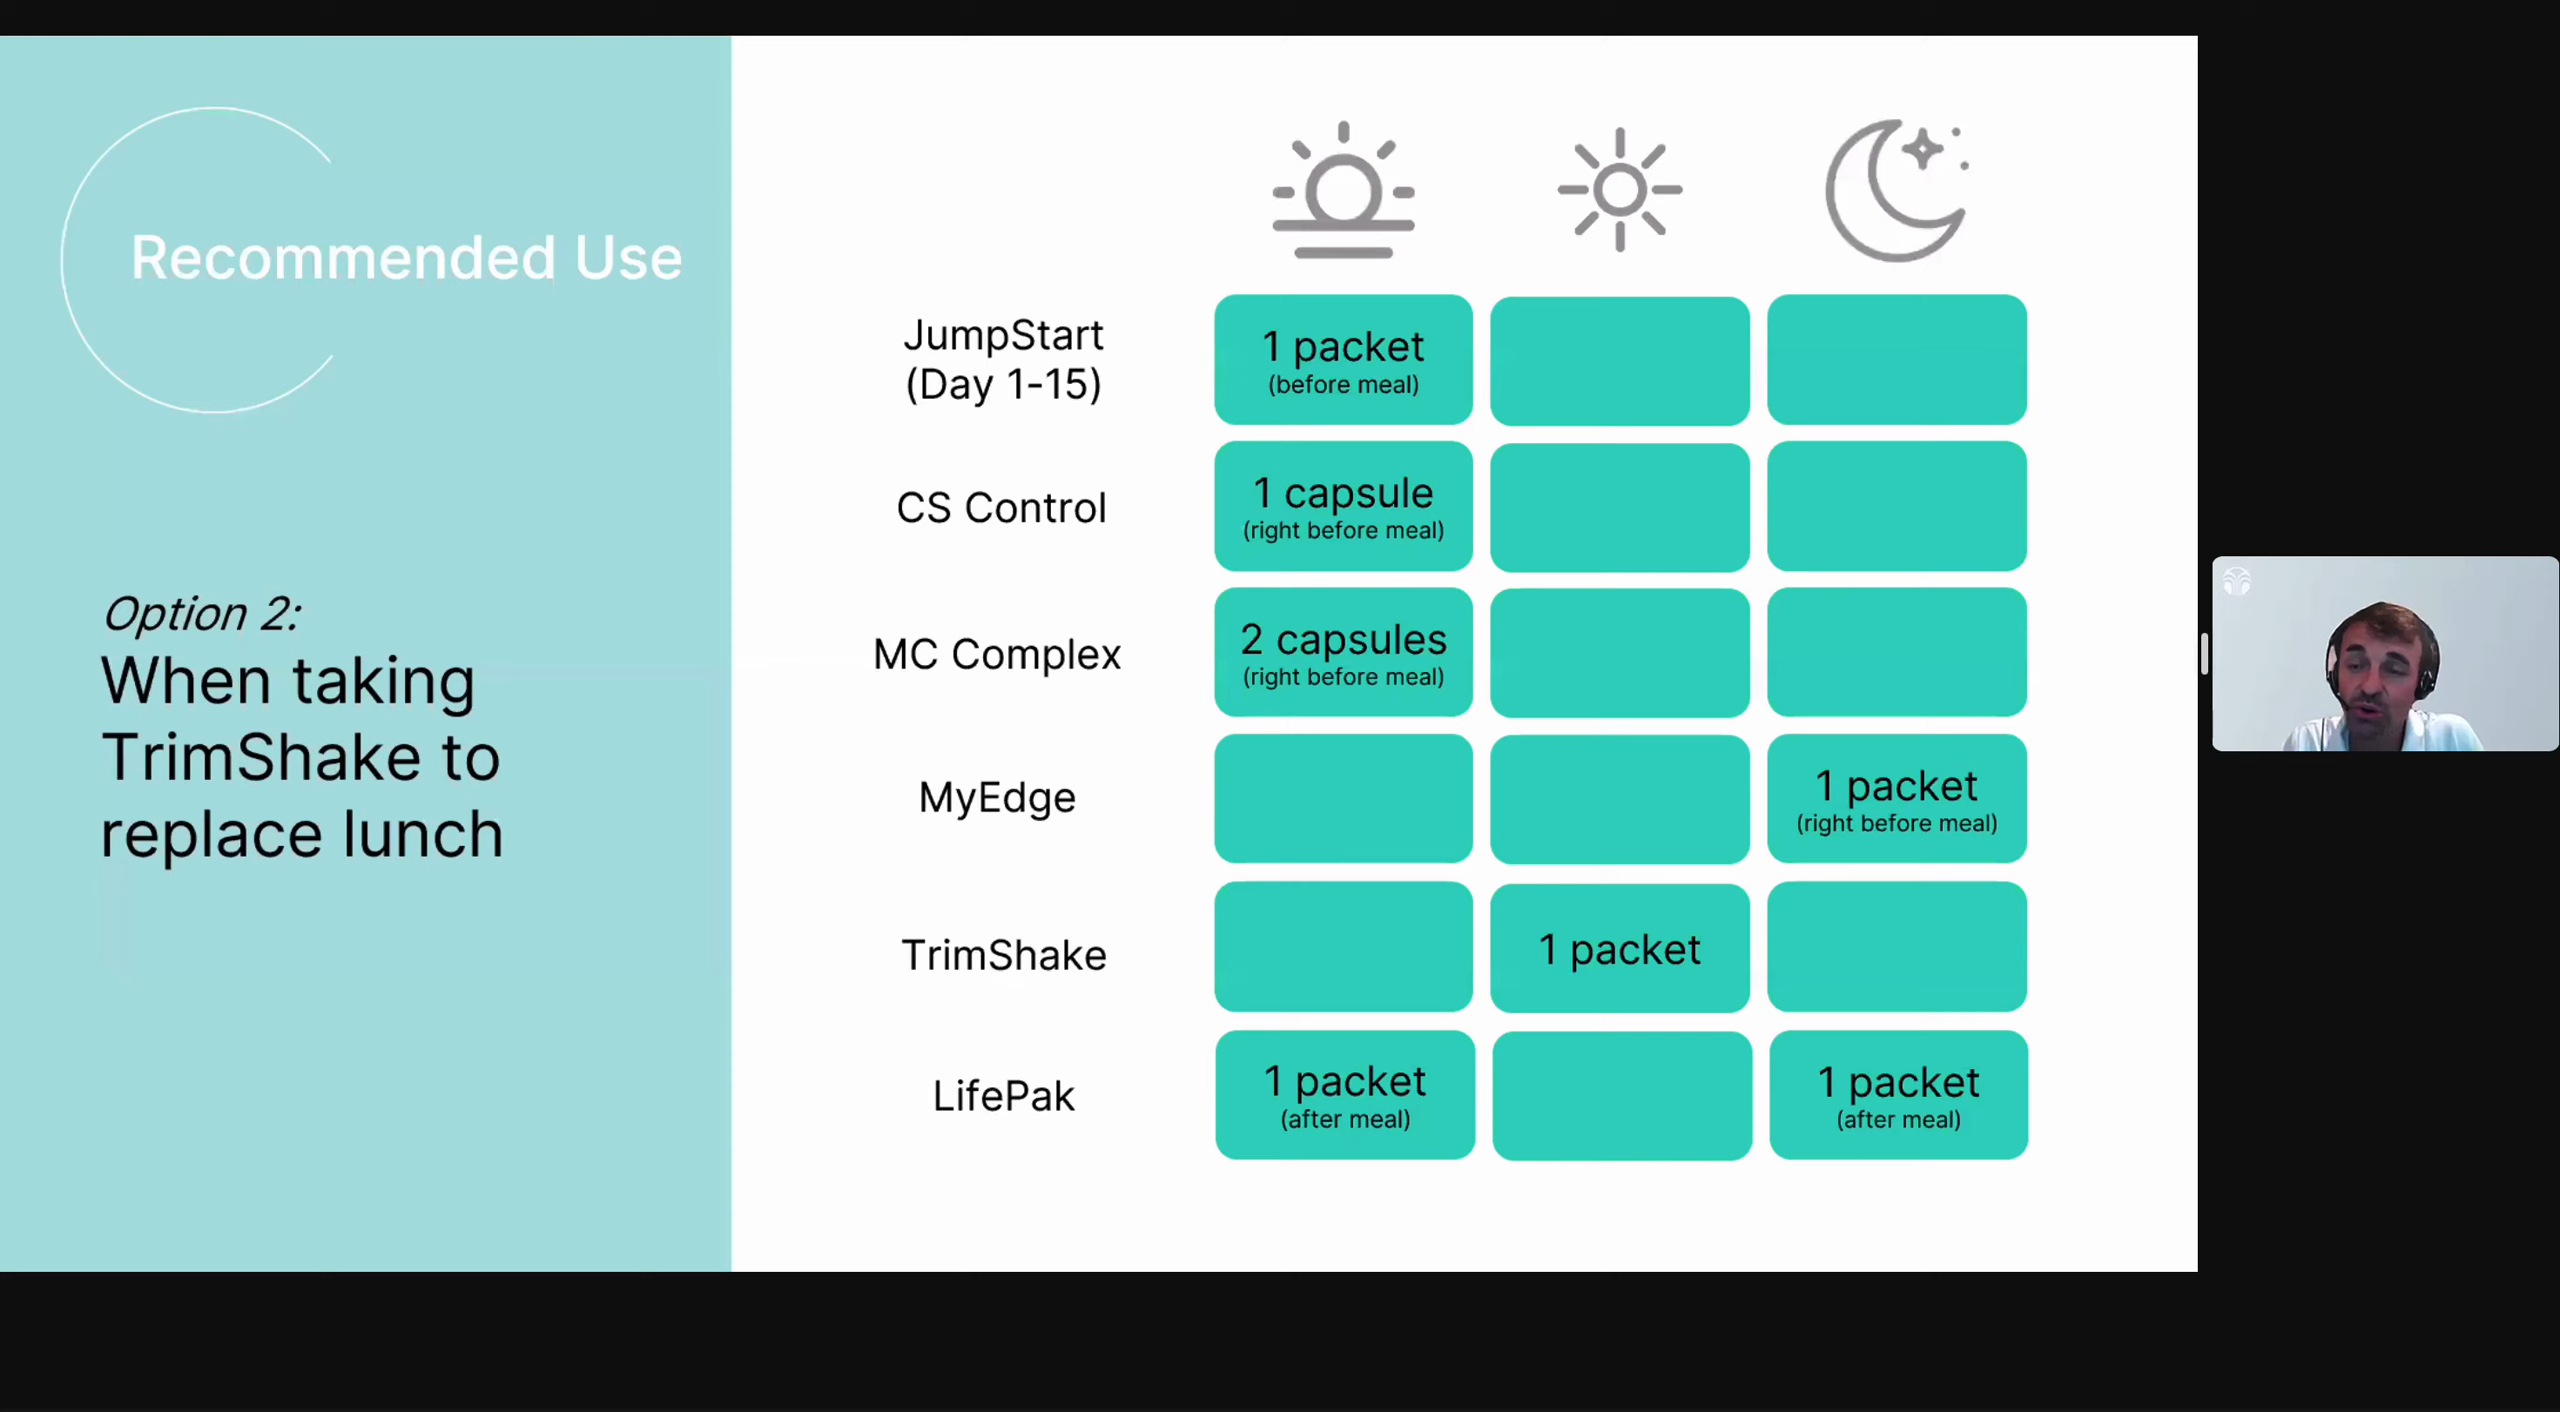 Recommended Use
Option 2:
When taking
TrimShake to
replace lunch
JumpStart
(Day 1-15)
1 packet
(before meal)
CS Control
1 capsule
(right before meal)
MC Complex
2 capsules
(right before meal)
MyEdge
1 packet
(right before meal)
TrimShake
1 packet
LifePak
1 packet
(after meal)
1 packet
(after meal)